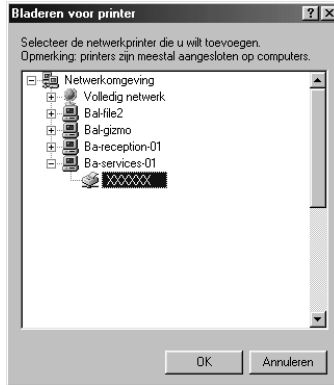 Bladeren voor printer
Selecteer de netwerkprinter die u wilt toevoegen.
Opmerking: printers zijn meestal aangesloten op computers.
Netwerkomgeving
Volledig netwerk
Bal-file2
Bal-gizmo
Ba-reception-01
Ba-services-01
XXXXXX
OK
Annuleren